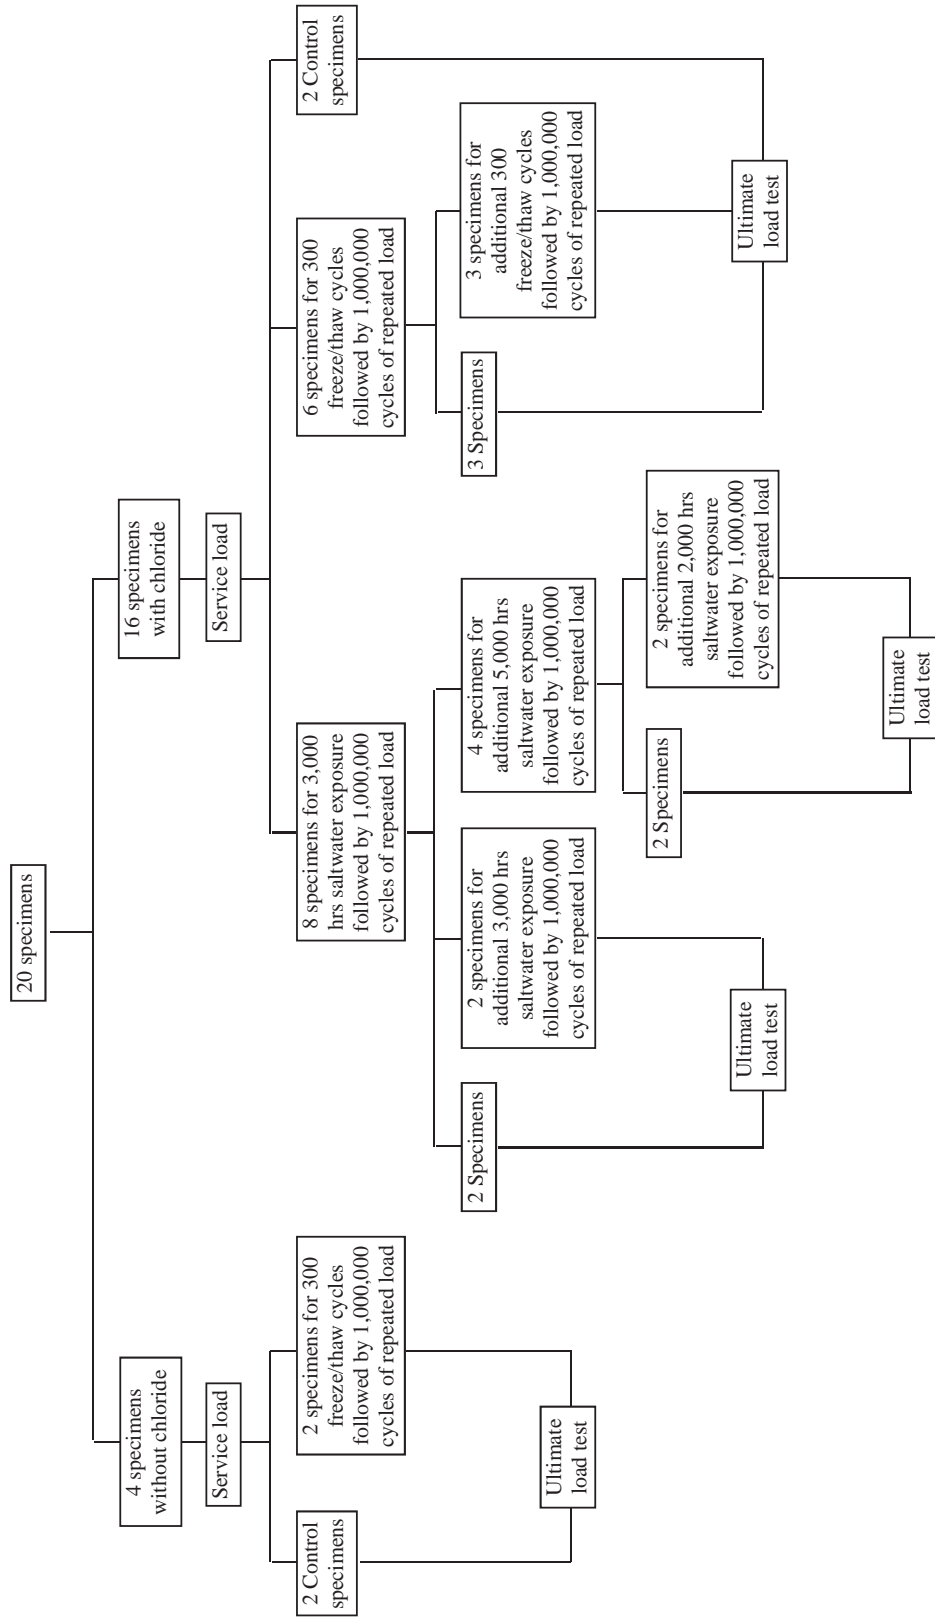 20 specimens
4 specimens
without chloride
16 specimens
with chloride
Service load
Service load
2 Control
specimens
2 specimens for 300
freeze/thaw cycles
followed by 1,000,000
cycles of repeated load
8 specimens for 3,000
hrs saltwater exposure
followed by 1,000,000
cycles of repeated load
6 specimens for 300
freeze/thaw cycles
followed by 1,000,000
cycles of repeated load
2 Control
specimens
2 Specimens
2 specimens for
additional 3,000 hrs
saltwater exposure
followed by 1,000,000
cycles of repeated load
4 specimens for
additional 5,000 hrs
saltwater exposure
followed by 1,000,000
cycles of repeated load
3 Specimens
3 specimens for
additional 300
freeze/thaw cycles
followed by 1,000,000
cycles of repeated load
Ultimate
load test
2 Specimens
2 specimens for
additional 2,000 hrs
saltwater exposure
followed by 1,000,000
cycles of repeated load
Ultimate
load test
Ultimate
load test
Ultimate
load test